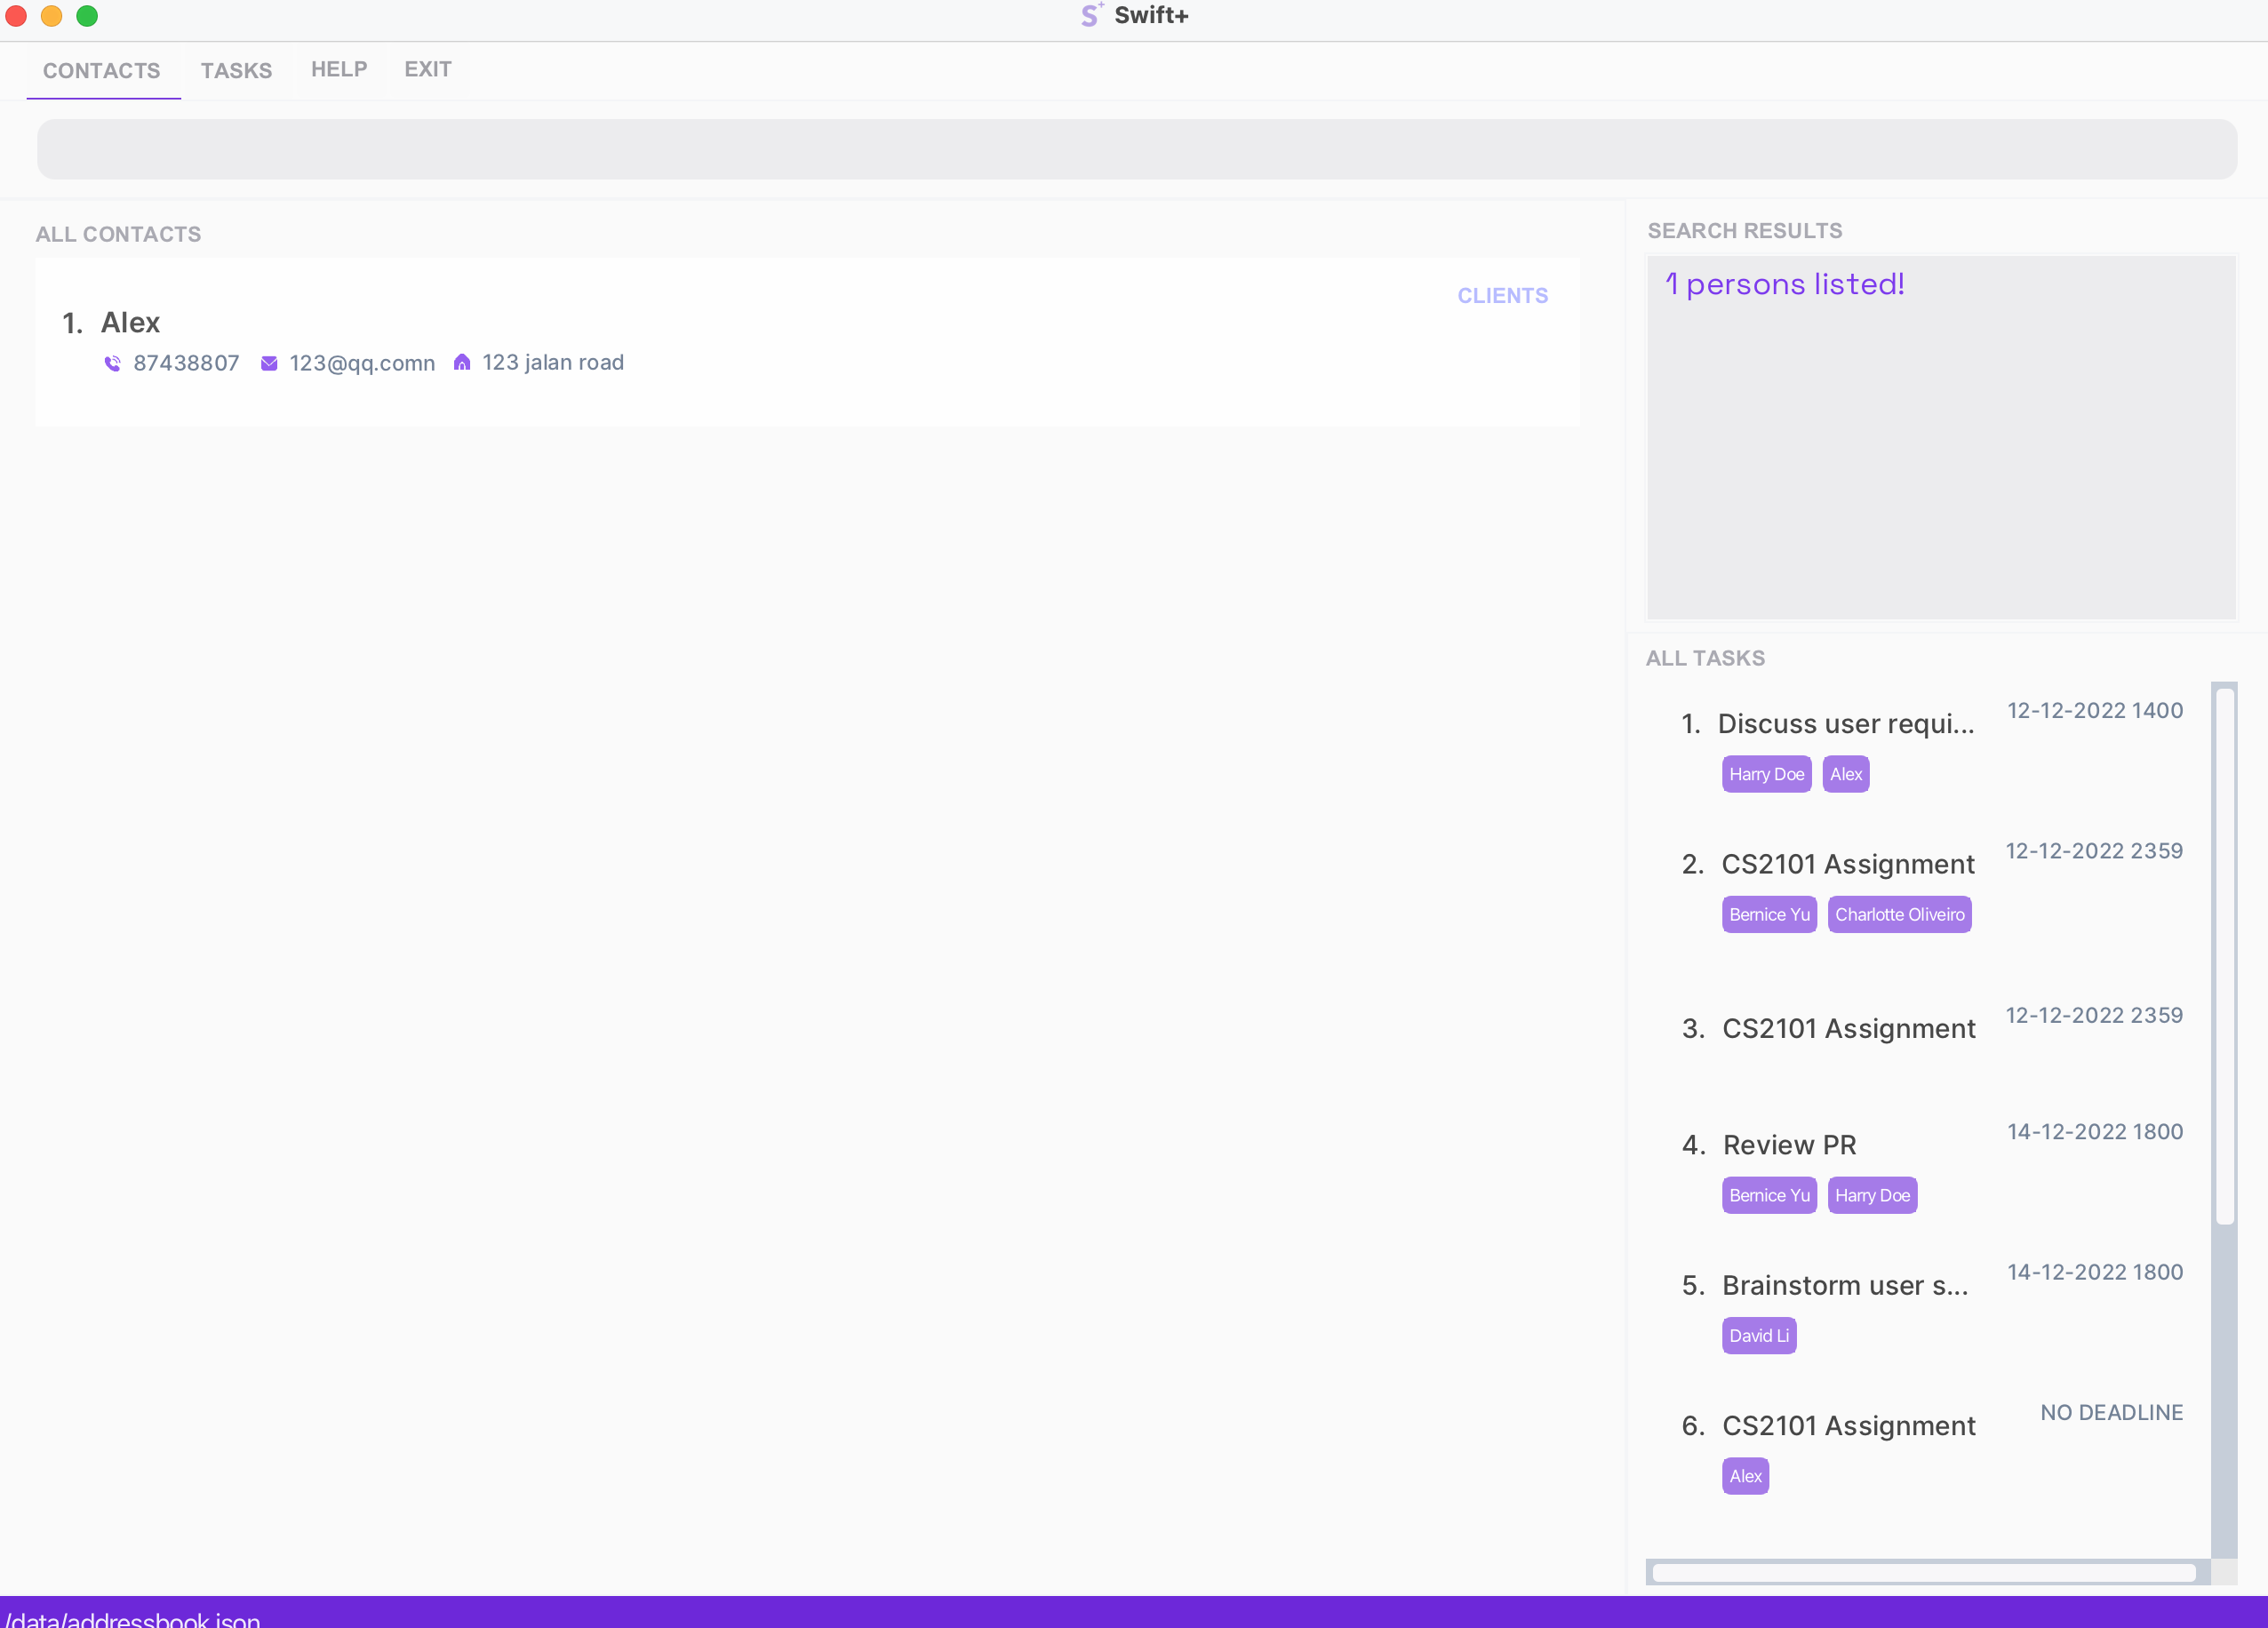 S+ Swift+
CONTACTS TASKS HELP EXIT
ALL CONTACTS
CLIENTS
1. Alex
87438807 123@qq.comn 123 jalan road
SEARCH RESULTS
1 persons listed!
ALL TASKS
1. Discuss user requi... 12-12-2022 1400
Harry Doe Alex
2. CS2101 Assignment 12-12-2022 2359
Bernice Yu Charlotte Oliveiro
3. CS2101 Assignment 12-12-2022 2359
4. Review PR 14-12-2022 1800
Bernice Yu Harry Doe
5. Brainstorm user s... 14-12-2022 1800
David Li
6. CS2101 Assignment NO DEADLINE
Alex
/data/addressbook.json